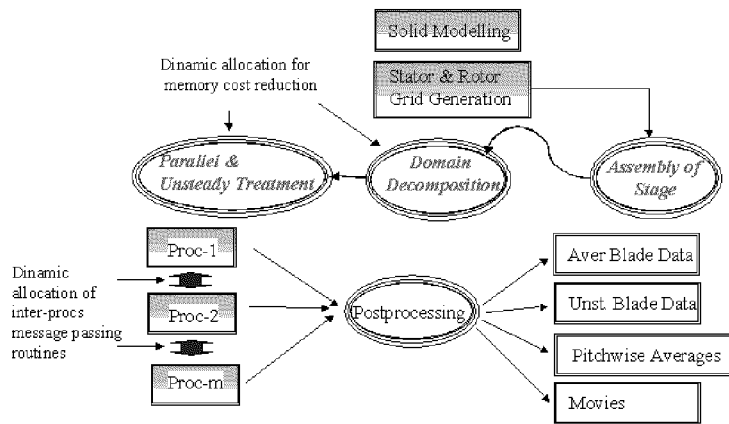 Solid Modelling
Dinamic allocation for
memory cost reduction
Stator & Rotor
Grid Generation
Parallel &
Unsteady Treatment
Domain
Decomposition
Assembly of
Stage
Proc-1
Dinamic
allocation of
inter-procs
message passing
routines
Proc-2
Proc-m
Postprocessing
Aver Blade Data
Unst. Blade Data
Pitchwise Averages
Movies